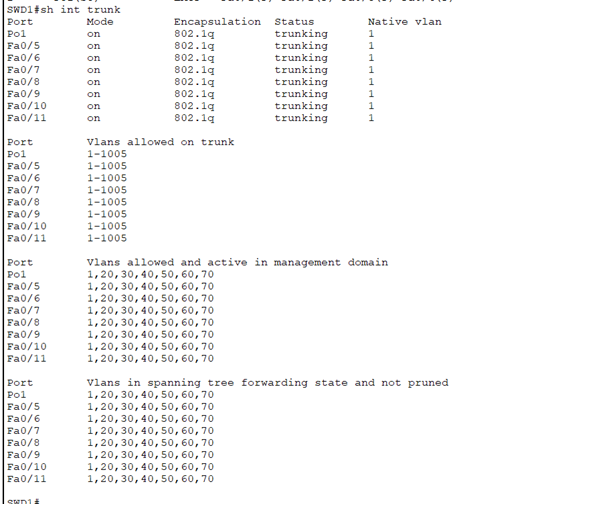 SWD1#sh int trunk
Port Mode Encapsulation Status Native vlan
Po1 on 802.1q trunking 1
Fa0/5 on 802.1q trunking 1
Fa0/6 on 802.1q trunking 1
Fa0/7 on 802.1q trunking 1
Fa0/8 on 802.1q trunking 1
Fa0/9 on 802.1q trunking 1
Fa0/10 on 802.1q trunking 1
Fa0/11 on 802.1q trunking 1
Port Vlans allowed on trunk
Po1 1-1005
Fa0/5 1-1005
Fa0/6 1-1005
Fa0/7 1-1005
Fa0/8 1-1005
Fa0/9 1-1005
Fa0/10 1-1005
Fa0/11 1-1005
Port Vlans allowed and active in management domain
Po1 1,20,30,40,50,60,70
Fa0/5 1,20,30,40,50,60,70
Fa0/6 1,20,30,40,50,60,70
Fa0/7 1,20,30,40,50,60,70
Fa0/8 1,20,30,40,50,60,70
Fa0/9 1,20,30,40,50,60,70
Fa0/10 1,20,30,40,50,60,70
Fa0/11 1,20,30,40,50,60,70
Port Vlans in spanning tree forwarding state and not pruned
Po1 1,20,30,40,50,60,70
Fa0/5 1,20,30,40,50,60,70
Fa0/6 1,20,30,40,50,60,70
Fa0/7 1,20,30,40,50,60,70
Fa0/8 1,20,30,40,50,60,70
Fa0/9 1,20,30,40,50,60,70
Fa0/10 1,20,30,40,50,60,70
Fa0/11 1,20,30,40,50,60,70
SWD1#